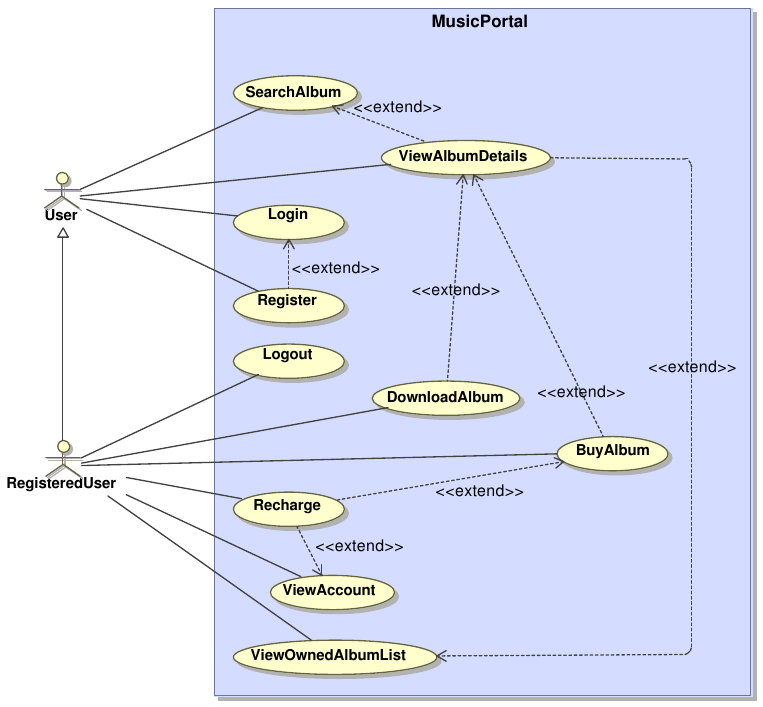 MusicPortal
SearchAlbum
<<extend>>
ViewAlbumDetails
User
Login
<<extend>>
<<extend>>
Register
Logout
<<extend>>
<<extend>>
DownloadAlbum
BuyAlbum
RegisteredUser
<<extend>>
Recharge
<<extend>>
ViewAccount
ViewOwnedAlbumList